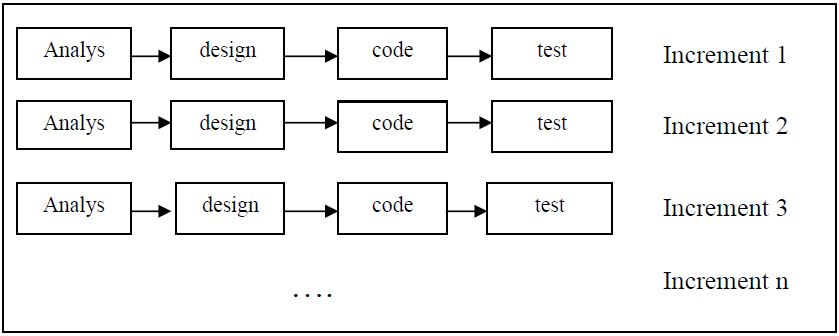 Analys design code test Increment 1
Analys design code test Increment 2
Analys design code test Increment 3
.... Increment n